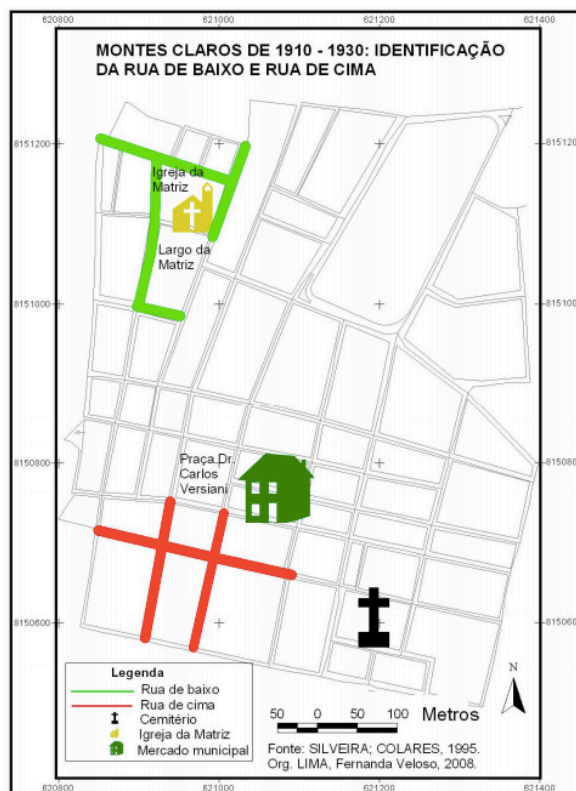 620800 621000 621200 621400
MONTES CLAROS DE 1910 - 1930: IDENTIFICAÇÃO
DA RUA DE BAIXO E RUA DE CIMA
8151200
Igreja da
Matriz
Largo da
Matriz
8151000
8150800
Praça Dr.
Carlos
Versiani
8150600
Legenda
Rua de baixo
Rua de cima
Cemitério
Igreja da Matriz
Mercado municipal
N
50 0 50 100 Metros
Fonte: SILVEIRA; COLARES, 1995.
Org. LIMA, Fernanda Veloso, 2008.
620800 621000 621200 621400